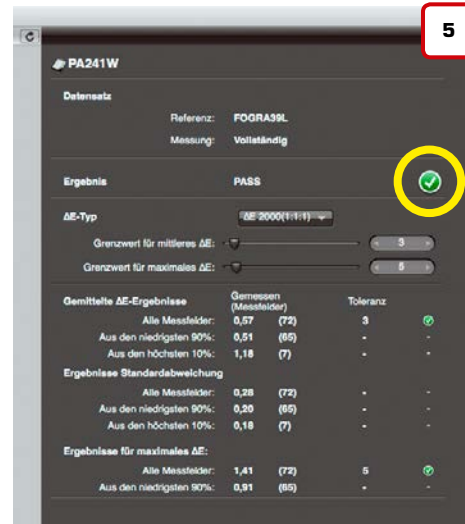 5
PA241W
Datensatz
Referenz: FOGRA39L
Messung: Vollständig
Ergebnis PASS
ΔE-Typ ΔE 2000(1:1:1)
Grenzwert für mittleres ΔE: 3
Grenzwert für maximales ΔE: 5
Gemittelte ΔE-Ergebnisse Gemessen (Messfelder) Toleranz
Alle Messfelder: 0,57 (72) 3
Aus den niedrigsten 90%: 0,51 (65) - -
Aus den höchsten 10%: 1,18 (7) - -
Ergebnisse Standardabweichung
Alle Messfelder: 0,28 (72) - -
Aus den niedrigsten 90%: 0,20 (65) - -
Aus den höchsten 10%: 0,18 (7) - -
Ergebnisse für maximales ΔE:
Alle Messfelder: 1,41 (72) 5
Aus den niedrigsten 90%: 0,91 (65) - -